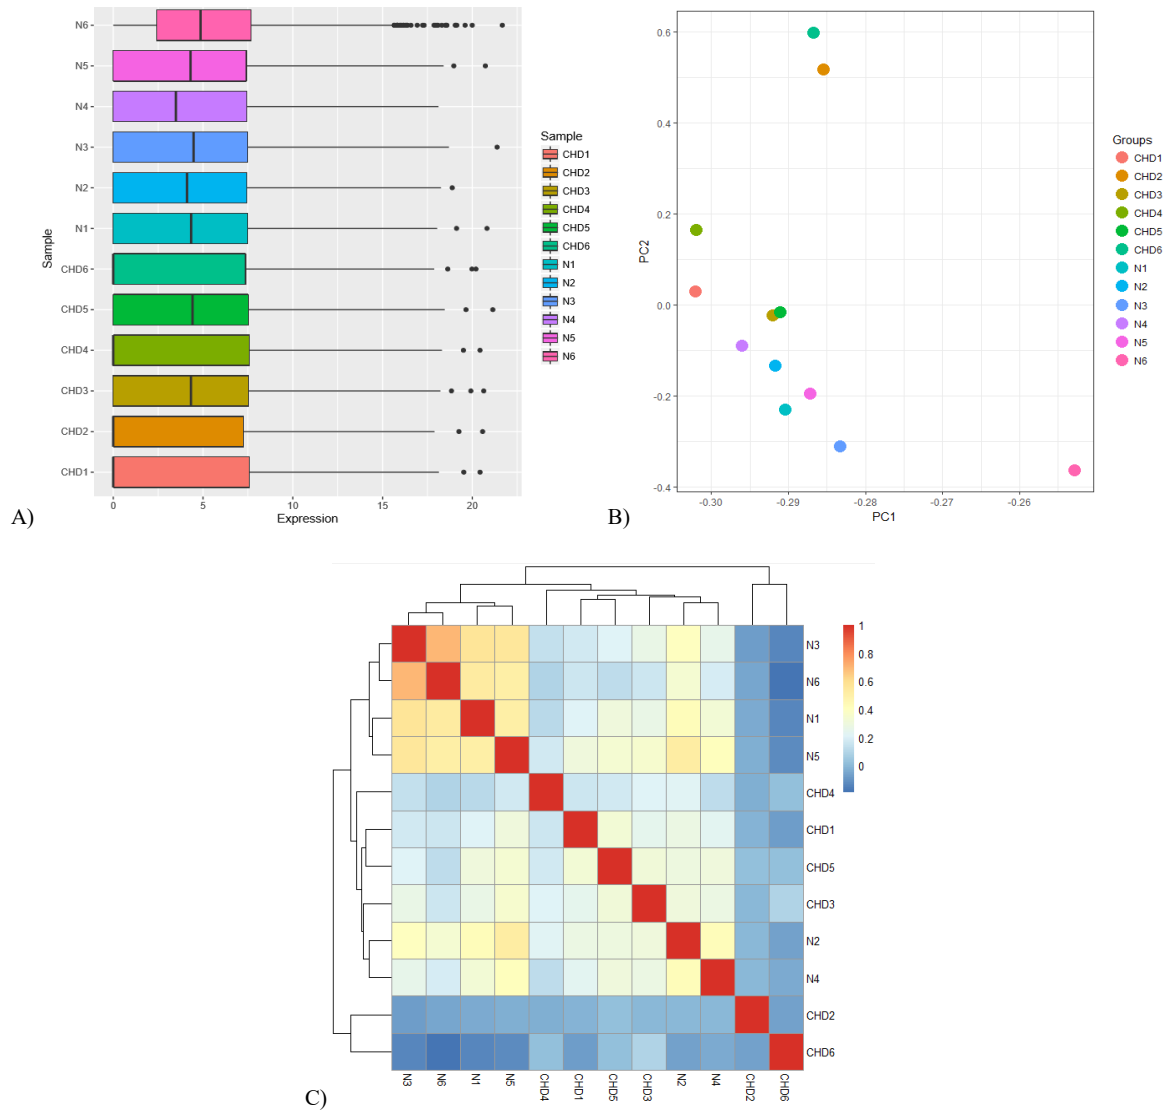 N6
N5
N4
N3
N2
N1
CHD6
CHD5
CHD4
CHD3
CHD2
CHD1
Sample
0 5 10 15 20
Expression
Sample
CHD1
CHD2
CHD3
CHD4
CHD5
CHD6
N1
N2
N3
N4
N5
N6
A)
0.6
0.4
0.2
0.0
-0.2
-0.4
PC2
-0.30 -0.29 -0.28 -0.27 -0.26
PC1
Groups
CHD1
CHD2
CHD3
CHD4
CHD5
CHD6
N1
N2
N3
N4
N5
N6
B)
N3
N6
N1
N5
CHD4
CHD1
CHD5
CHD3
N2
N4
CHD2
CHD6
1
0.8
0.6
0.4
0.2
0
N3 N6 N1 N5 CHD4 CHD1 CHD5 CHD3 N2 N4 CHD2 CHD6
C)